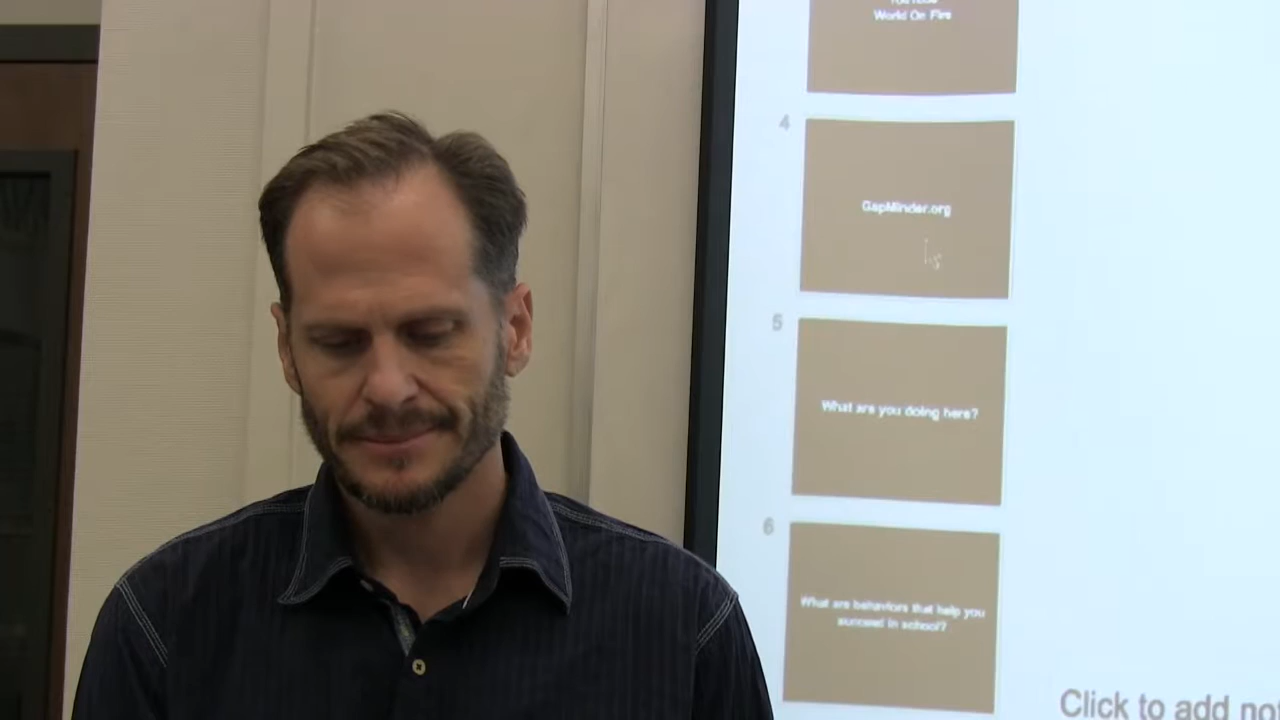 World On Fire
4
GapMinder.org
5
What are you doing here?
6
What are behaviors that help you
succeed in school?
Click to add no